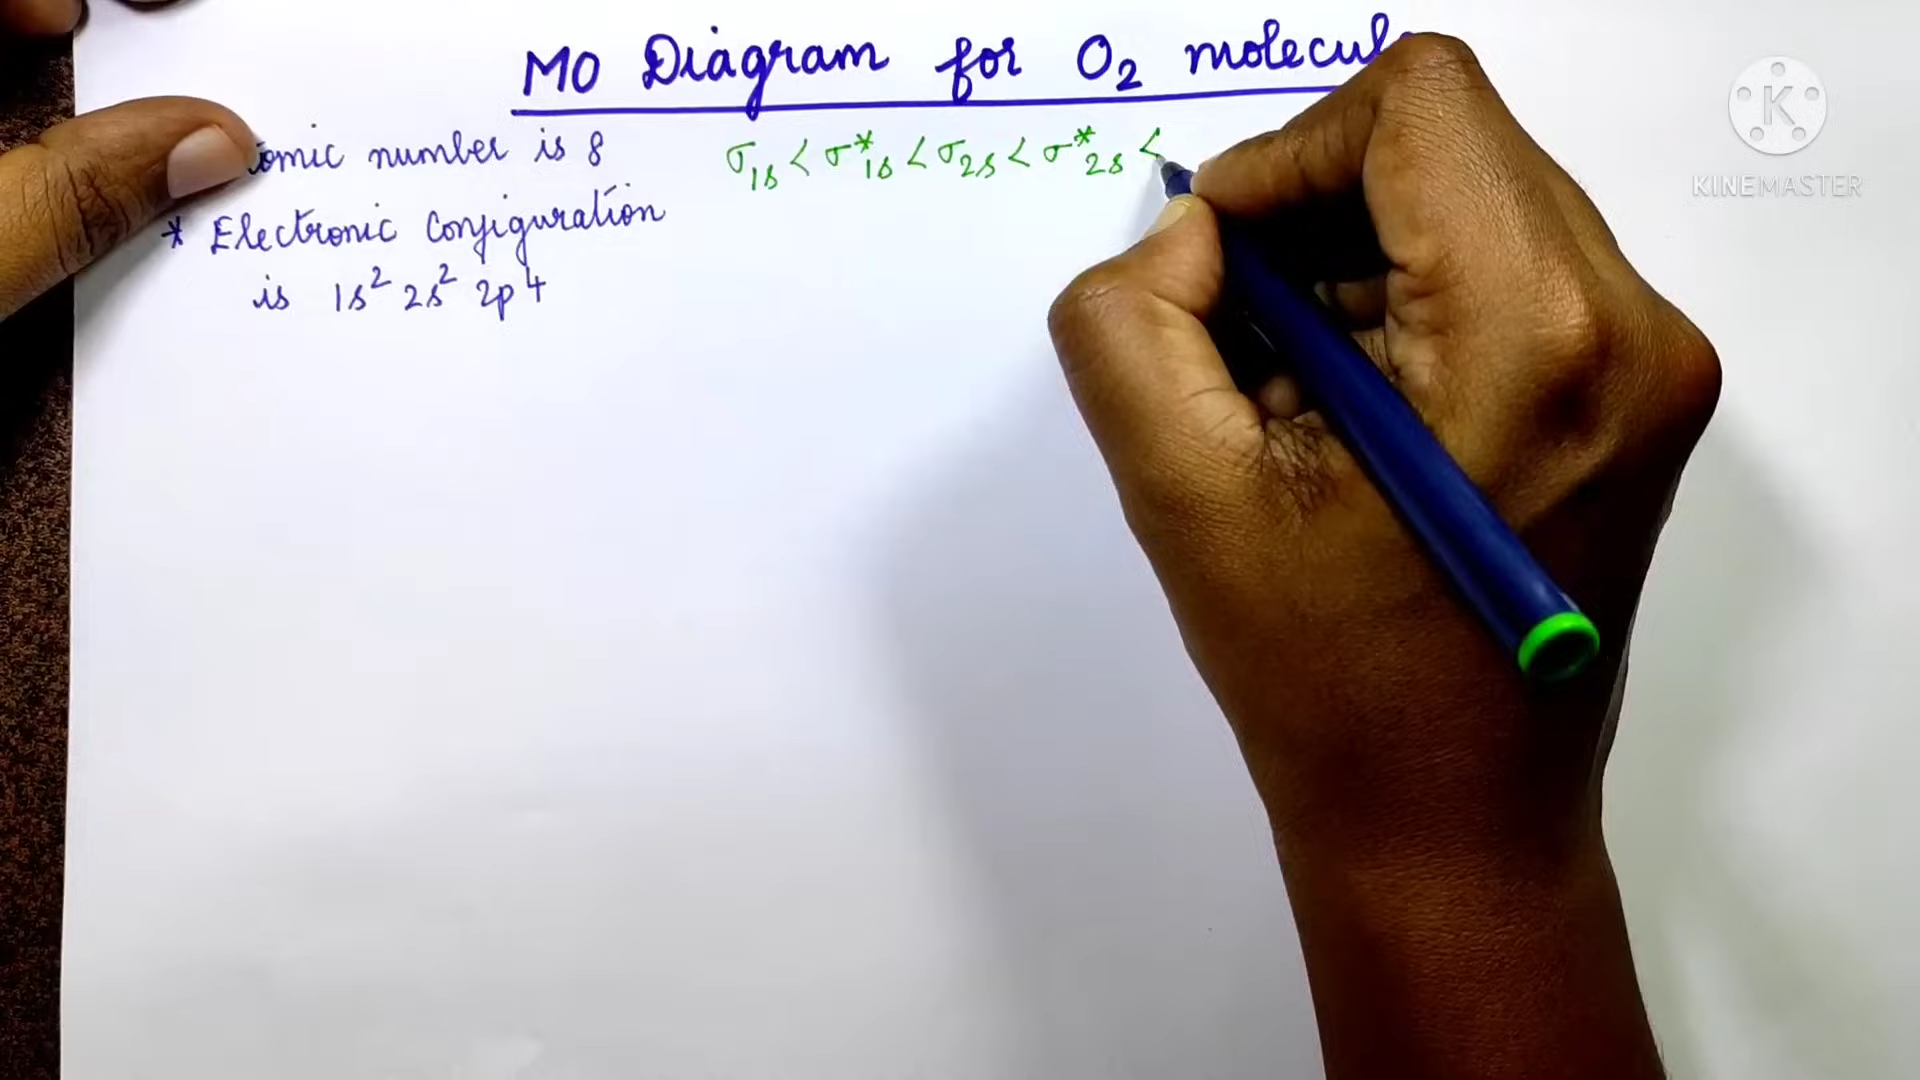 MO Diagram for O₂ molecul
tomic number is 8
σ1s < σ*1s < σ2s < σ*2s <
* Electronic Configuration
is 1s² 2s² 2p⁴
K
KINEMASTER